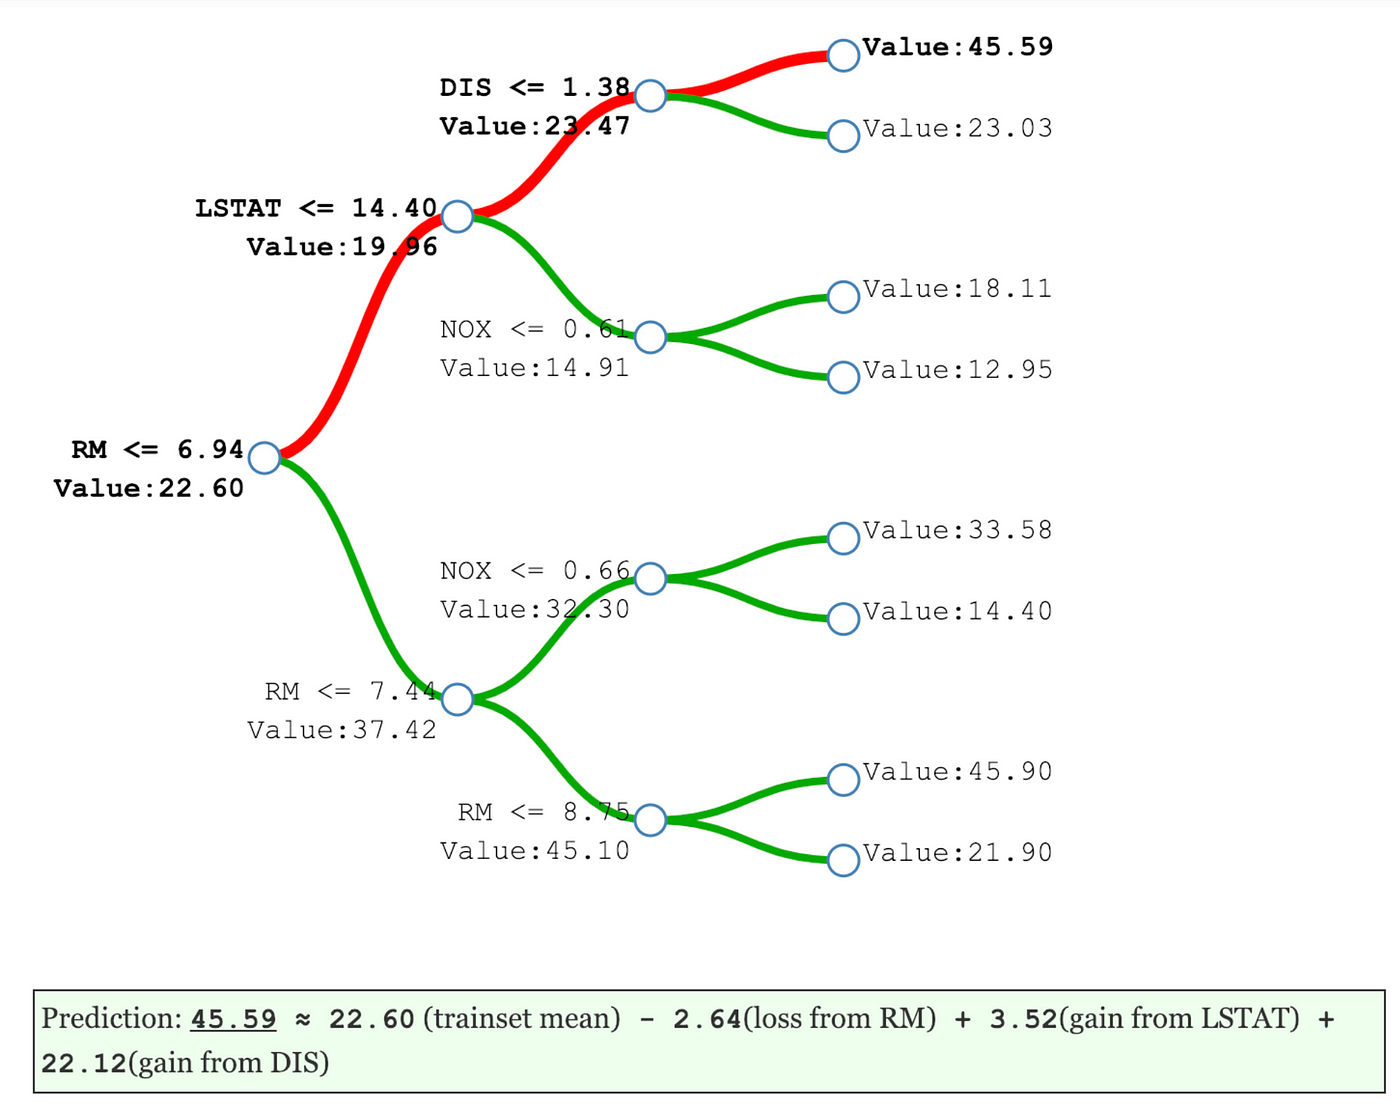 Value:45.59
DIS <= 1.38
Value:23.47
Value:23.03
LSTAT <= 14.40
Value:19.96
Value:18.11
NOX <= 0.61
Value:14.91
Value:12.95
RM <= 6.94
Value:22.60
Value:33.58
NOX <= 0.66
Value:32.30
Value:14.40
RM <= 7.44
Value:37.42
Value:45.90
RM <= 8.75
Value:45.10
Value:21.90
Prediction: 45.59 ≈ 22.60 (trainset mean) - 2.64(loss from RM) + 3.52(gain from LSTAT) +
22.12(gain from DIS)